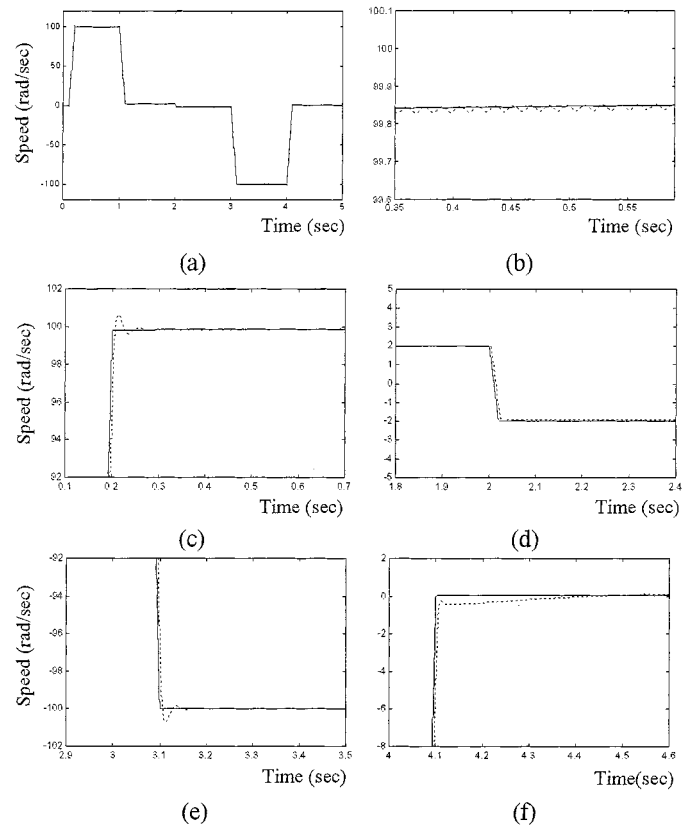 Speed (rad/sec)
100
50
0
-50
-100
0 1 2 3 4 5
Time (sec)
(a)
100.1
100
99.9
99.8
99.7
99.6
0.35 0.4 0.45 0.5 0.55
Time (sec)
(b)
Speed (rad/sec)
102
100
98
96
94
92
0.1 0.2 0.3 0.4 0.5 0.6 0.7
Time (sec)
(c)
5
4
3
2
1
0
-1
-2
-3
-4
-5
1.8 1.9 2 2.1 2.2 2.3 2.4
Time (sec)
(d)
Speed (rad/sec)
-92
-94
-96
-98
-100
-102
2.9 3 3.1 3.2 3.3 3.4 3.5
Time (sec)
(e)
2
0
-2
-4
-6
-8
4 4.1 4.2 4.3 4.4 4.5 4.6
Time(sec)
(f)